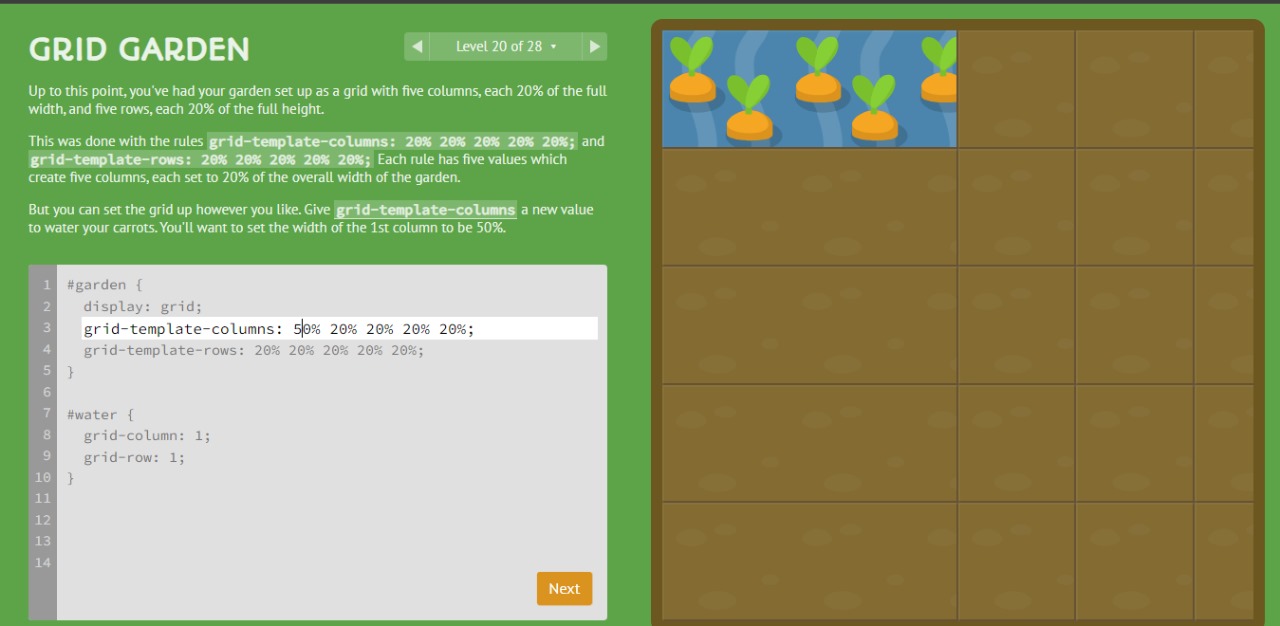 GRID GARDEN
Level 20 of 28
Up to this point, you've had your garden set up as a grid with five columns, each 20% of the full
width, and five rows, each 20% of the full height.
This was done with the rules grid-template-columns: 20% 20% 20% 20% 20%; and
grid-template-rows: 20% 20% 20% 20% 20%; Each rule has five values which
create five columns, each set to 20% of the overall width of the garden.
But you can set the grid up however you like. Give grid-template-columns a new value
to water your carrots. You'll want to set the width of the 1st column to be 50%.
1 #garden {
2 display: grid;
3 grid-template-columns: 50% 20% 20% 20% 20%;
4 grid-template-rows: 20% 20% 20% 20% 20%;
5 }
6
7 #water {
8 grid-column: 1;
9 grid-row: 1;
10 }
11
12
13
14
Next